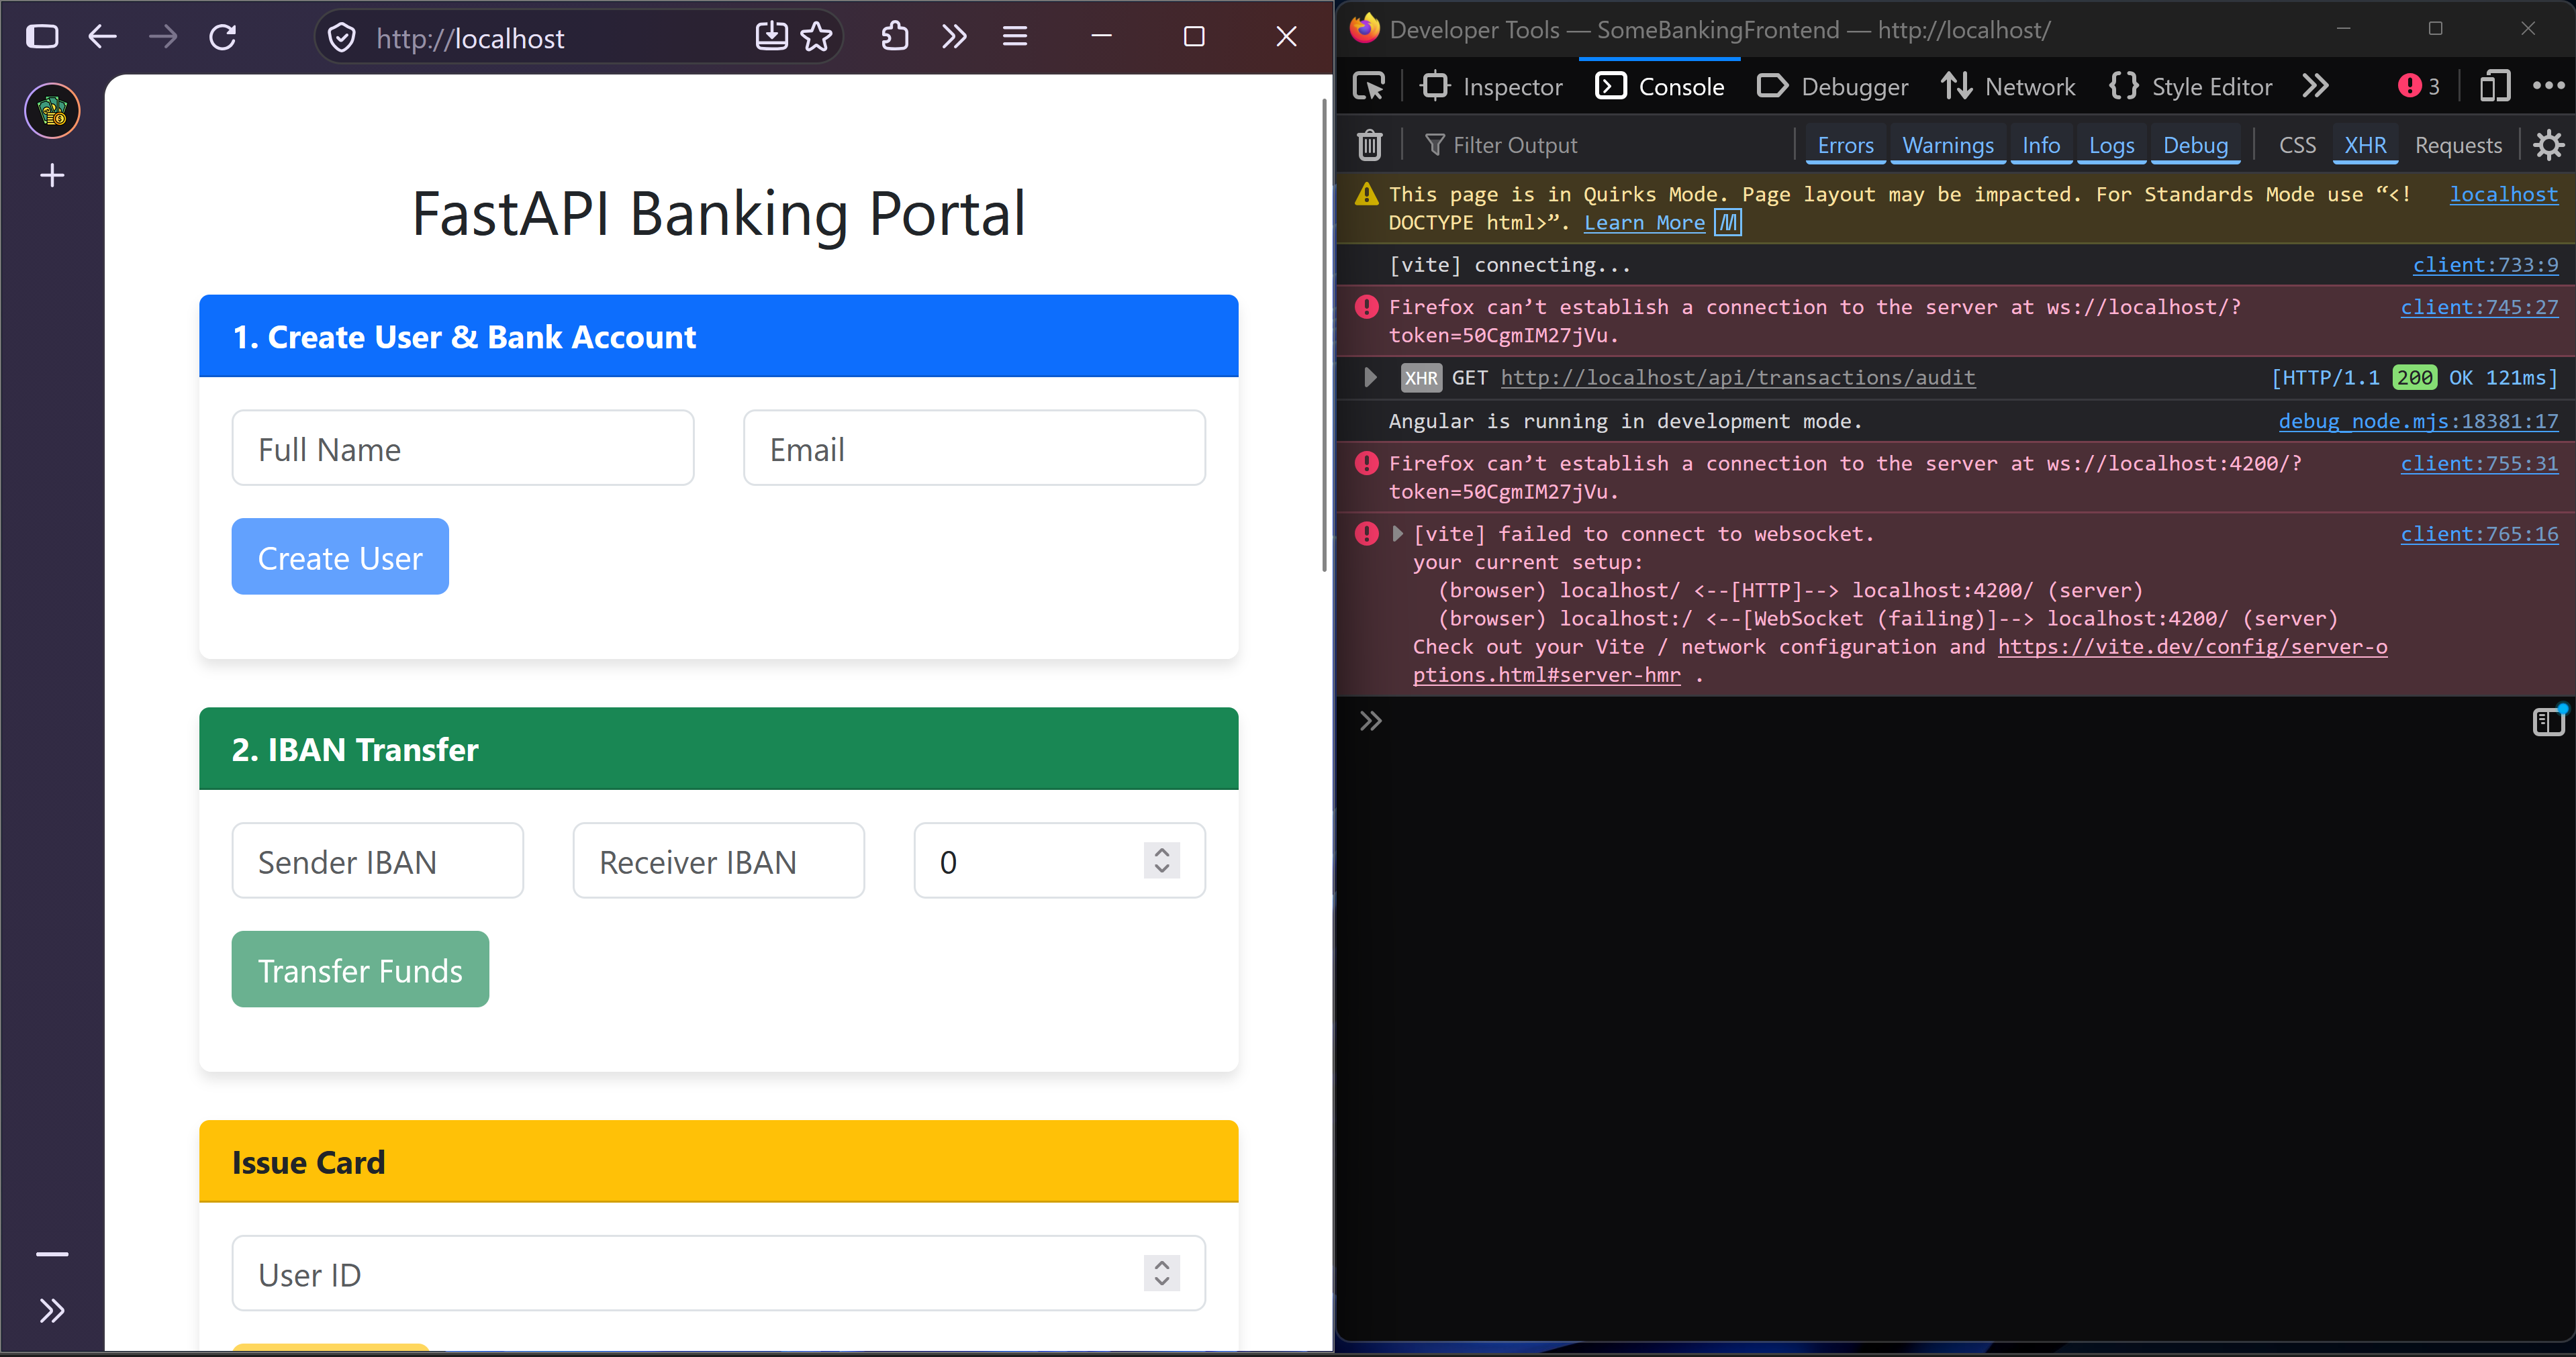 http://localhost
FastAPI Banking Portal
1. Create User & Bank Account
Full Name
Email
Create User
2. IBAN Transfer
Sender IBAN
Receiver IBAN
0
Transfer Funds
Issue Card
User ID
Developer Tools — SomeBankingFrontend — http://localhost/
Inspector
Console
Debugger
Network
Style Editor
3
Filter Output
Errors
Warnings
Info
Logs
Debug
CSS
XHR
Requests
This page is in Quirks Mode. Page layout may be impacted. For Standards Mode use “<! localhost
DOCTYPE html>”. Learn More
[vite] connecting... client:733:9
Firefox can’t establish a connection to the server at ws://localhost/? client:745:27
token=50CgmIM27jVu.
XHR GET http://localhost/api/transactions/audit [HTTP/1.1 200 OK 121ms]
Angular is running in development mode. debug_node.mjs:18381:17
Firefox can’t establish a connection to the server at ws://localhost:4200/? client:755:31
token=50CgmIM27jVu.
[vite] failed to connect to websocket. client:765:16
your current setup:
(browser) localhost/ <--[HTTP]--> localhost:4200/ (server)
(browser) localhost:/ <--[WebSocket (failing)]--> localhost:4200/ (server)
Check out your Vite / network configuration and https://vite.dev/config/server-o
ptions.html#server-hmr .